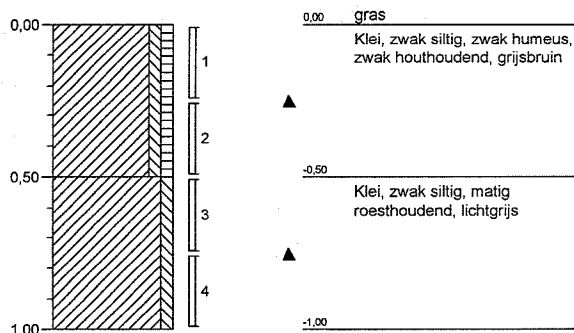 0,00
0,50
1,00
1
2
3
4
0,00
gras
Klei, zwak siltig, zwak humeus,
zwak houthoudend, grijsbruin
-0,50
Klei, zwak siltig, matig
roesthoudend, lichtgrijs
-1,00